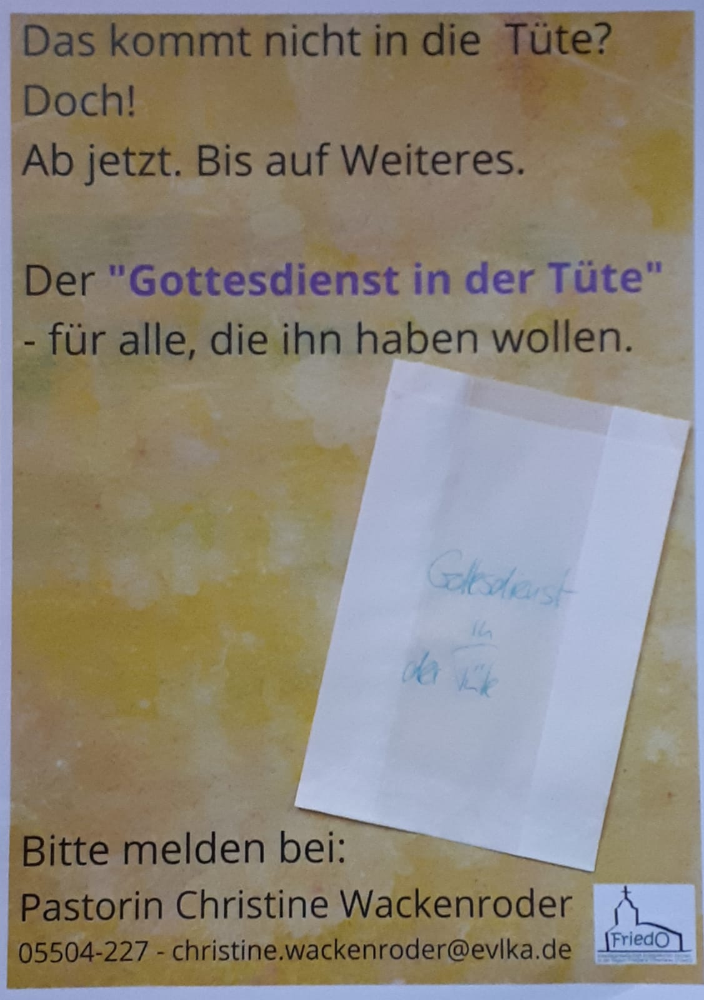 Das kommt nicht in die Tüte?
Doch!
Ab jetzt. Bis auf Weiteres.
Der "Gottesdienst in der Tüte"
- für alle, die ihn haben wollen.
Gottesdienst
in
der Tüte
Bitte melden bei:
Pastorin Christine Wackenroder
05504-227 - christine.wackenroder@evlka.de
FriedO